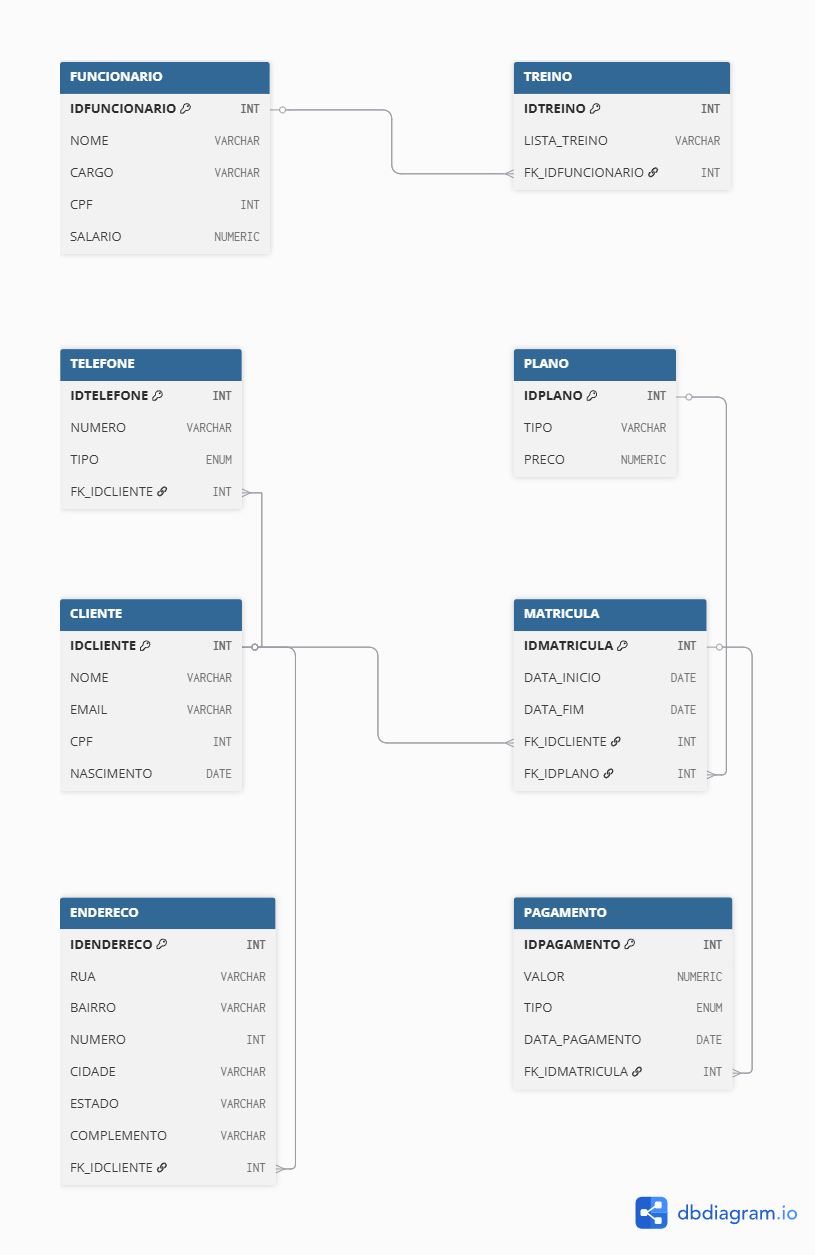 FUNCIONARIO
IDFUNCIONARIO INT
NOME VARCHAR
CARGO VARCHAR
CPF INT
SALARIO NUMERIC
TREINO
IDTREINO INT
LISTA_TREINO VARCHAR
FK_IDFUNCIONARIO INT
TELEFONE
IDTELEFONE INT
NUMERO VARCHAR
TIPO ENUM
FK_IDCLIENTE INT
PLANO
IDPLANO INT
TIPO VARCHAR
PRECO NUMERIC
CLIENTE
IDCLIENTE INT
NOME VARCHAR
EMAIL VARCHAR
CPF INT
NASCIMENTO DATE
MATRICULA
IDMATRICULA INT
DATA_INICIO DATE
DATA_FIM DATE
FK_IDCLIENTE INT
FK_IDPLANO INT
ENDERECO
IDENDERECO INT
RUA VARCHAR
BAIRRO VARCHAR
NUMERO INT
CIDADE VARCHAR
ESTADO VARCHAR
COMPLEMENTO VARCHAR
FK_IDCLIENTE INT
PAGAMENTO
IDPAGAMENTO INT
VALOR NUMERIC
TIPO ENUM
DATA_PAGAMENTO DATE
FK_IDMATRICULA INT
dbdiagram.io